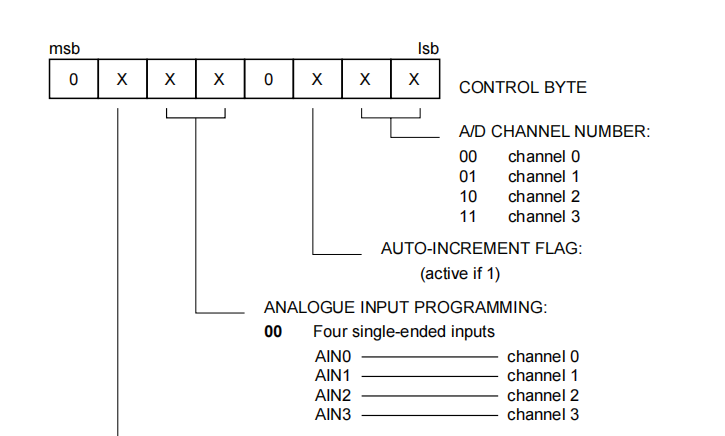 msb lsb
0 X X X 0 X X X
CONTROL BYTE
A/D CHANNEL NUMBER:
00 channel 0
01 channel 1
10 channel 2
11 channel 3
AUTO-INCREMENT FLAG:
(active if 1)
ANALOGUE INPUT PROGRAMMING:
00 Four single-ended inputs
AIN0 channel 0
AIN1 channel 1
AIN2 channel 2
AIN3 channel 3